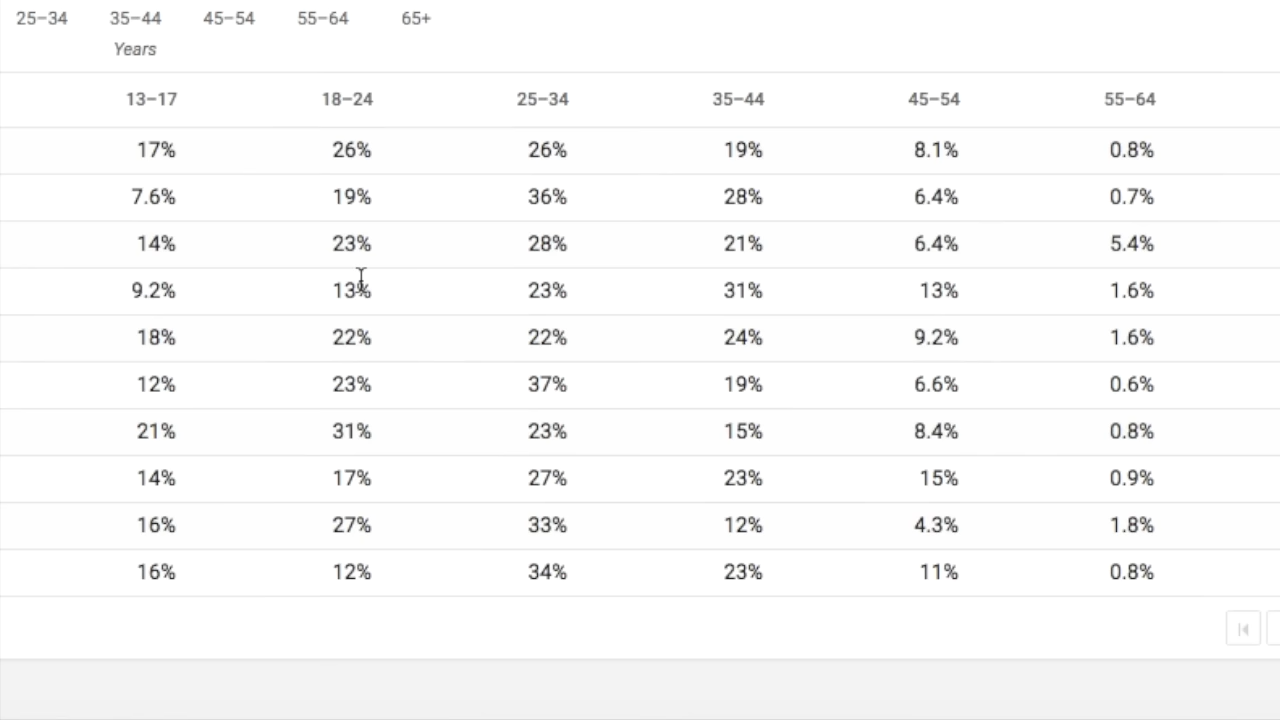 25–34 35–44 45–54 55–64 65+
Years
13–17 18–24 25–34 35–44 45–54 55–64
17% 26% 26% 19% 8.1% 0.8%
7.6% 19% 36% 28% 6.4% 0.7%
14% 23% 28% 21% 6.4% 5.4%
9.2% 13% 23% 31% 13% 1.6%
18% 22% 22% 24% 9.2% 1.6%
12% 23% 37% 19% 6.6% 0.6%
21% 31% 23% 15% 8.4% 0.8%
14% 17% 27% 23% 15% 0.9%
16% 27% 33% 12% 4.3% 1.8%
16% 12% 34% 23% 11% 0.8%